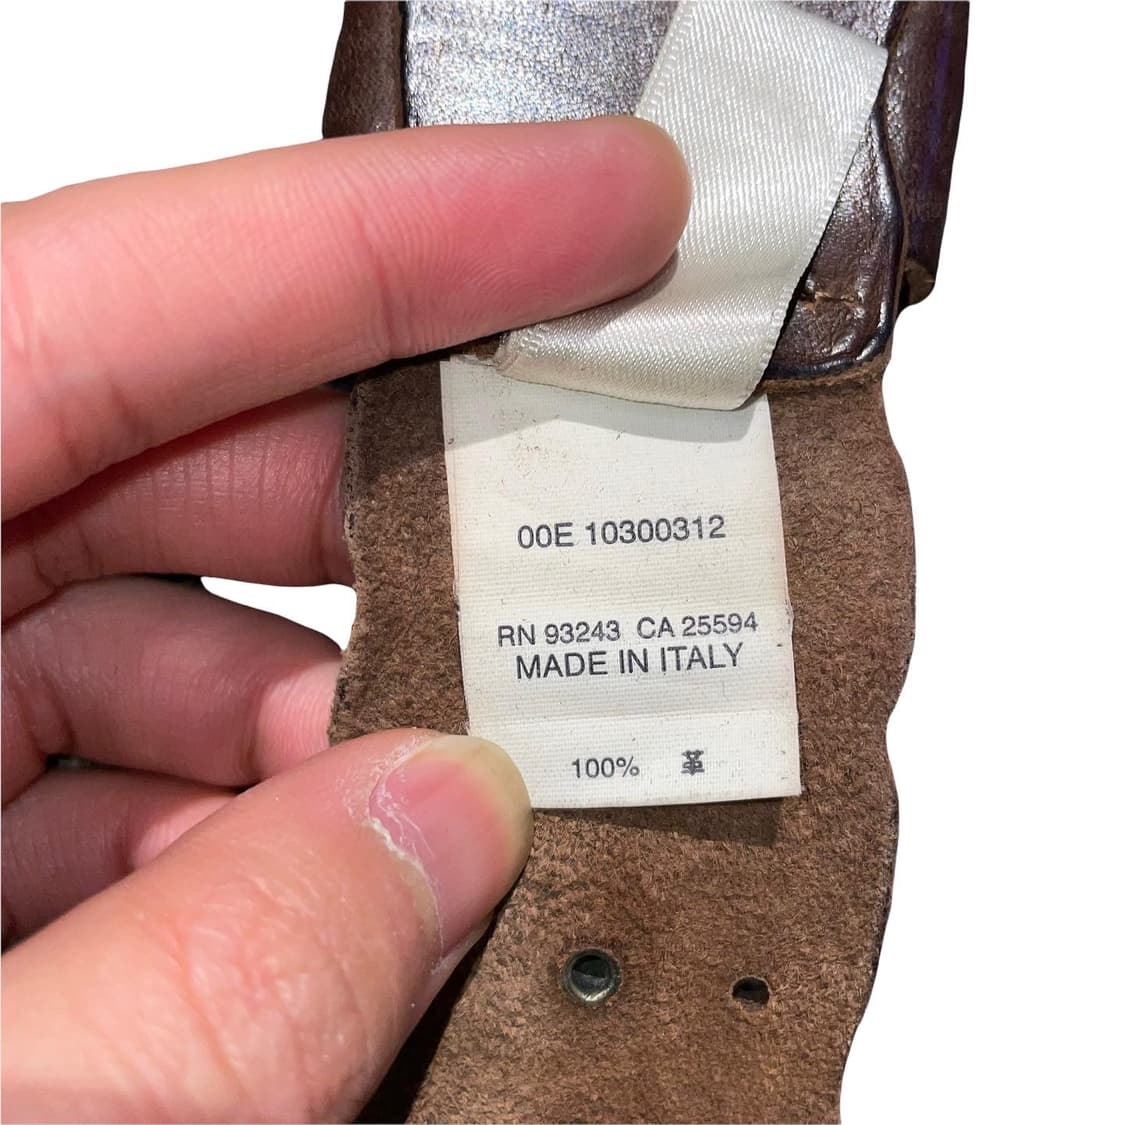 00E 10300312
RN 93243 CA 25594
MADE IN ITALY
100% 革